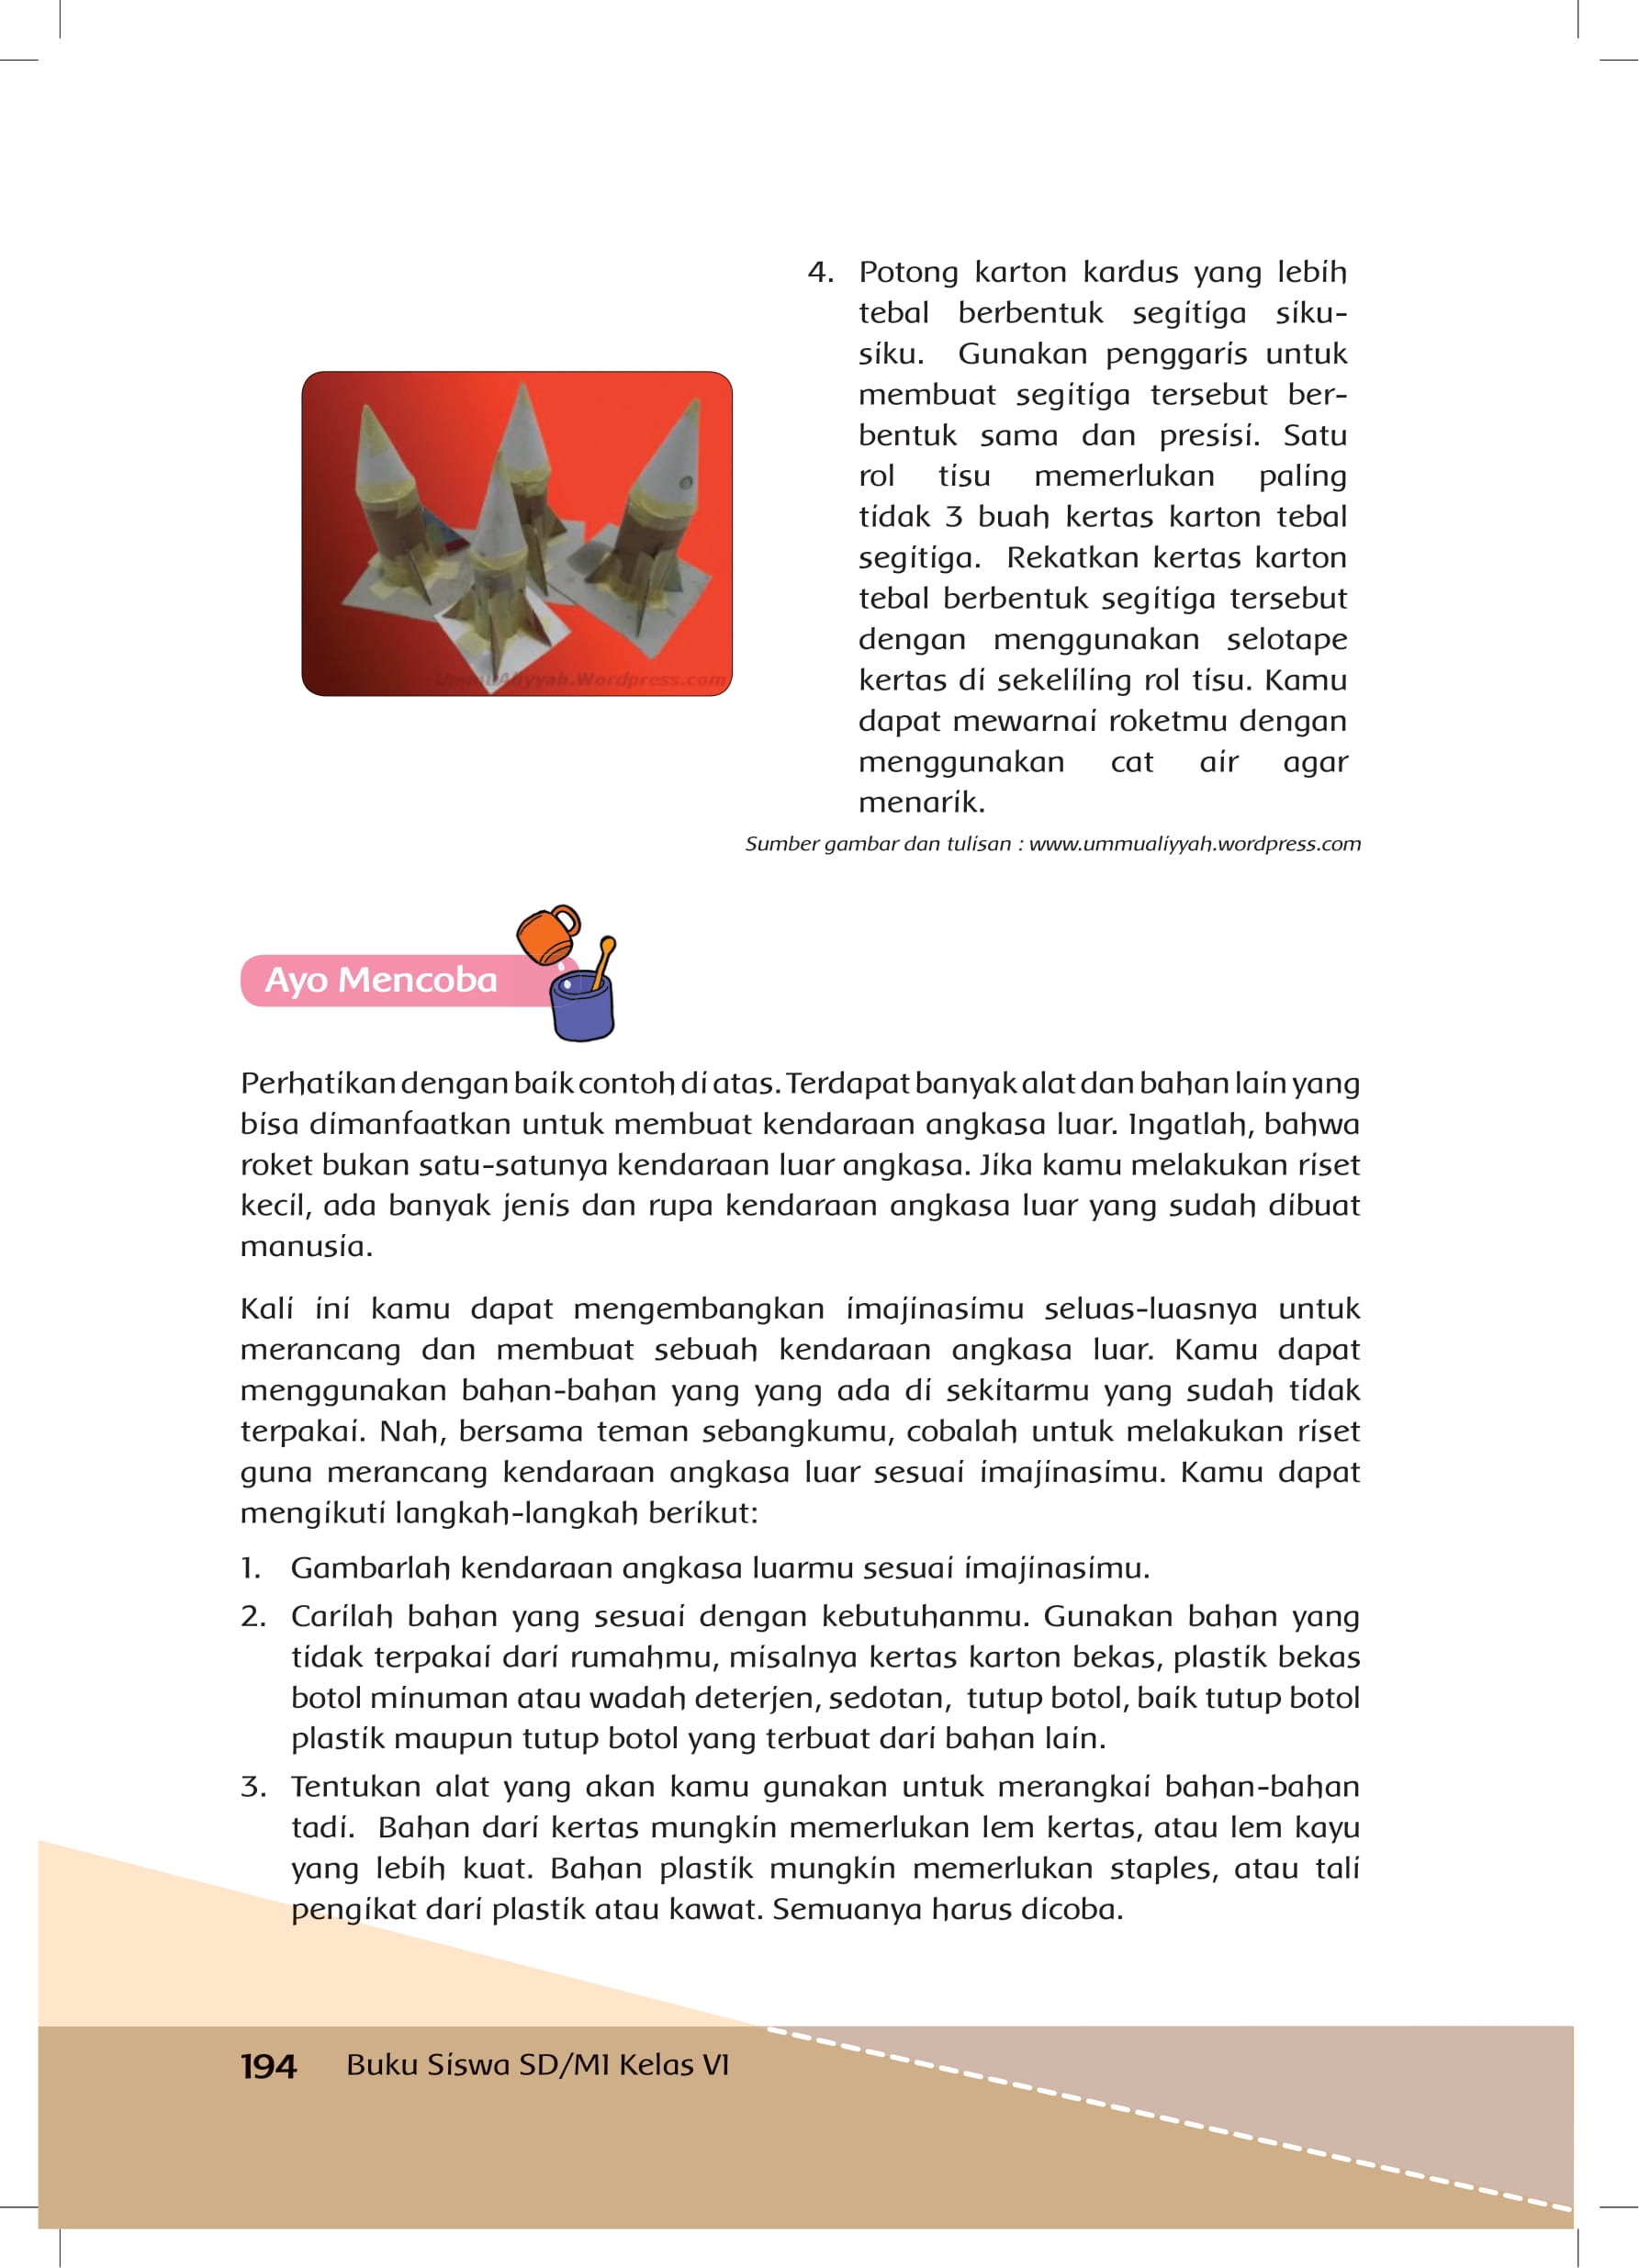 4. Potong karton kardus yang lebih
tebal berbentuk segitiga siku-
siku. Gunakan penggaris untuk
membuat segitiga tersebut ber-
bentuk sama dan presisi. Satu
rol tisu memerlukan paling
tidak 3 buah kertas karton tebal
segitiga. Rekatkan kertas karton
tebal berbentuk segitiga tersebut
dengan menggunakan selotape
kertas di sekeliling rol tisu. Kamu
dapat mewarnai roketmu dengan
menggunakan cat air agar
menarik.
UmmuAliyyah.Wordpress.com
Sumber gambar dan tulisan : www.ummualiyyah.wordpress.com
Ayo Mencoba
Perhatikan dengan baik contoh di atas. Terdapat banyak alat dan bahan lain yang
bisa dimanfaatkan untuk membuat kendaraan angkasa luar. Ingatlah, bahwa
roket bukan satu-satunya kendaraan luar angkasa. Jika kamu melakukan riset
kecil, ada banyak jenis dan rupa kendaraan angkasa luar yang sudah dibuat
manusia.
Kali ini kamu dapat mengembangkan imajinasimu seluas-luasnya untuk
merancang dan membuat sebuah kendaraan angkasa luar. Kamu dapat
menggunakan bahan-bahan yang yang ada di sekitarmu yang sudah tidak
terpakai. Nah, bersama teman sebangkumu, cobalah untuk melakukan riset
guna merancang kendaraan angkasa luar sesuai imajinasimu. Kamu dapat
mengikuti langkah-langkah berikut:
1. Gambarlah kendaraan angkasa luarmu sesuai imajinasimu.
2. Carilah bahan yang sesuai dengan kebutuhanmu. Gunakan bahan yang
tidak terpakai dari rumahmu, misalnya kertas karton bekas, plastik bekas
botol minuman atau wadah deterjen, sedotan, tutup botol, baik tutup botol
plastik maupun tutup botol yang terbuat dari bahan lain.
3. Tentukan alat yang akan kamu gunakan untuk merangkai bahan-bahan
tadi. Bahan dari kertas mungkin memerlukan lem kertas, atau lem kayu
yang lebih kuat. Bahan plastik mungkin memerlukan staples, atau tali
pengikat dari plastik atau kawat. Semuanya harus dicoba.
194 Buku Siswa SD/MI Kelas VI